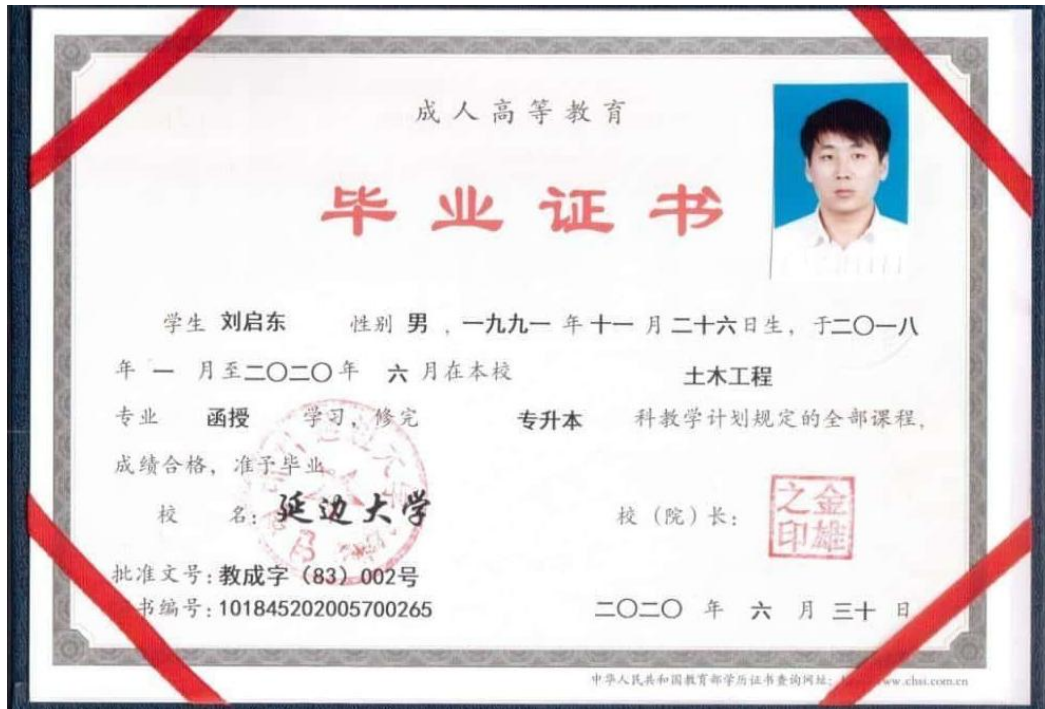 成人高等教育
毕业证书
学生 刘启东 性别 男 ，一九九一 年 十一 月 二十六 日生，于二〇一八
年 一 月至二〇二〇年 六 月在本校 土木工程
专业 函授 学习，修完 专升本 科教学计划规定的全部课程，
成绩合格，准予毕业
校 名：延边大学 校（院）长： 金雄之印
批准文号：教成字（83）002号
书编号：101845202005700265 二〇二〇 年 六 月 三十 日
中华人民共和国教育部学历证书查询网址： www.chsi.com.cn